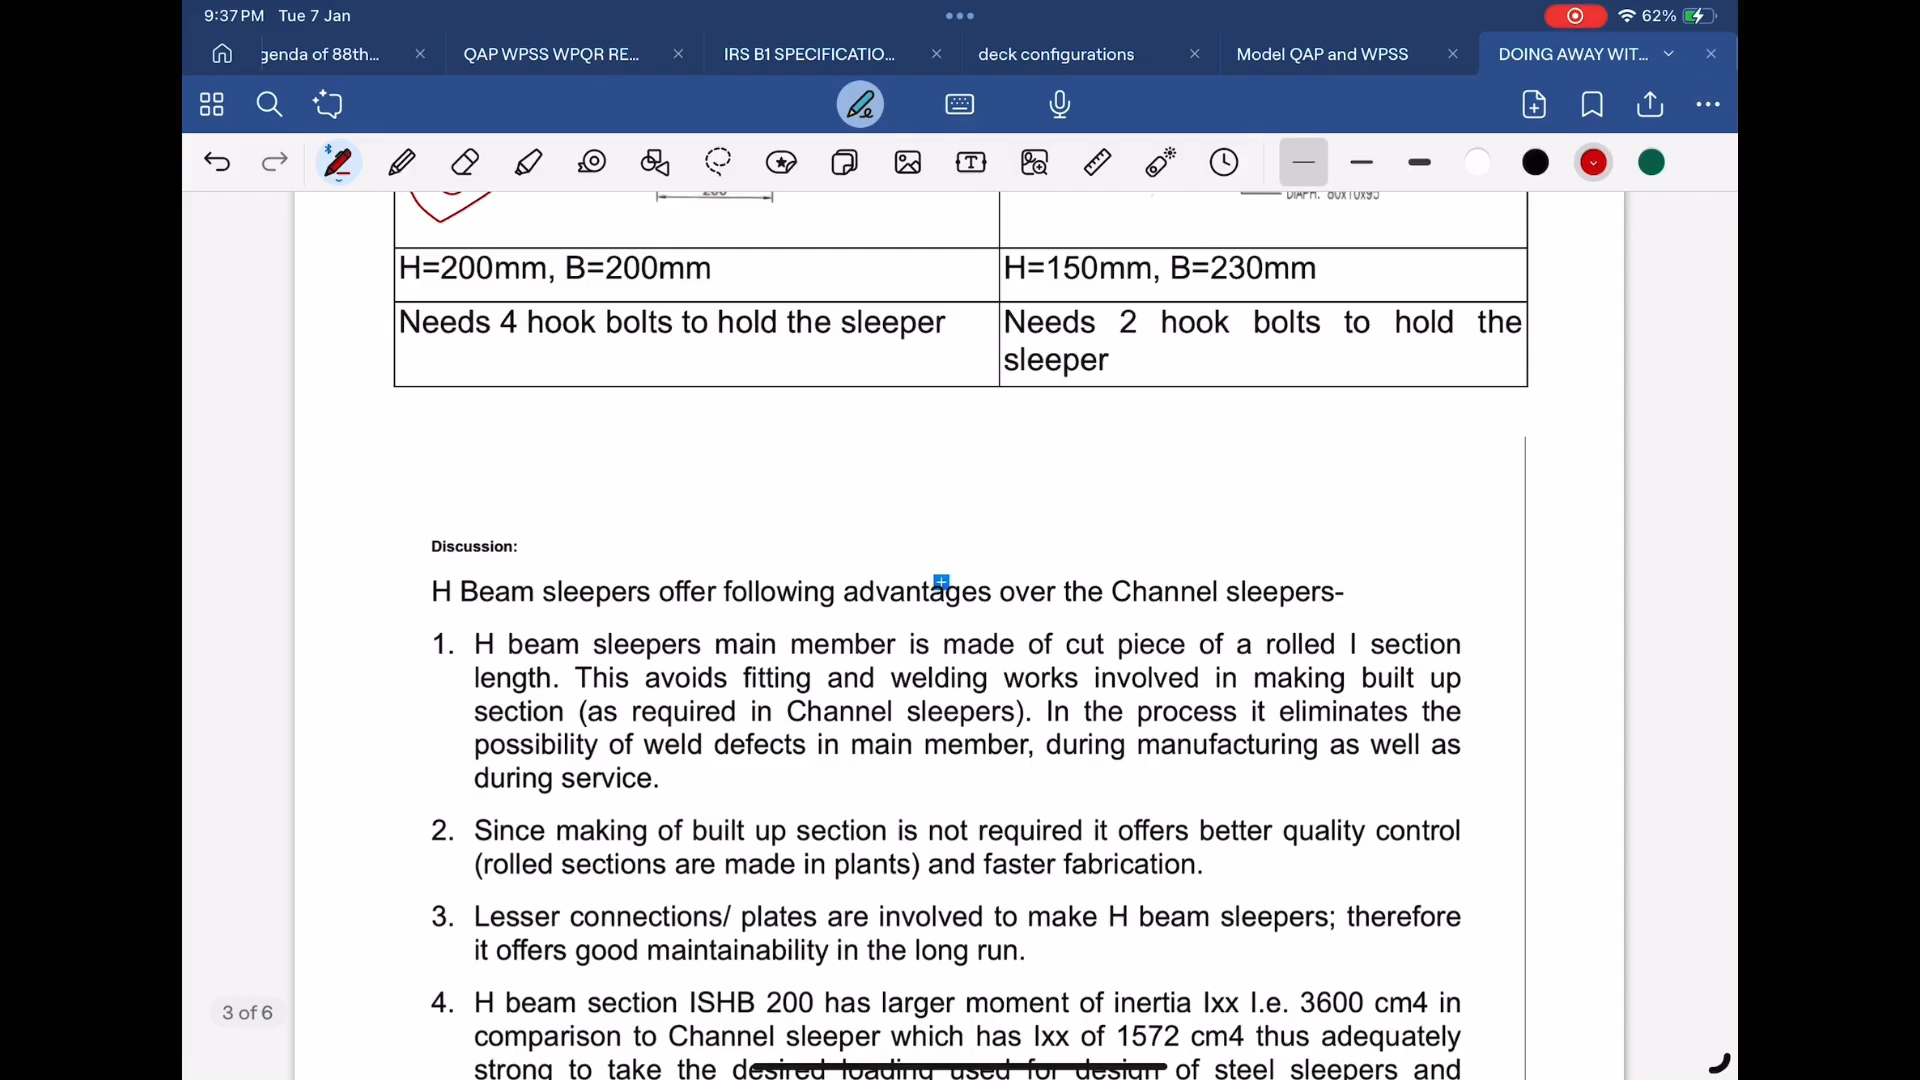 9:37 PM Tue 7 Jan
62%
genda of 88th...
QAP WPSS WPQR RE...
IRS B1 SPECIFICATIO...
deck configurations
Model QAP and WPSS
DOING AWAY WIT...
DIAPH. 80x10x95
H=200mm, B=200mm
H=150mm, B=230mm
Needs 4 hook bolts to hold the sleeper
Needs 2 hook bolts to hold the
sleeper
Discussion:
H Beam sleepers offer following advantages over the Channel sleepers-
1. H beam sleepers main member is made of cut piece of a rolled I section
length. This avoids fitting and welding works involved in making built up
section (as required in Channel sleepers). In the process it eliminates the
possibility of weld defects in main member, during manufacturing as well as
during service.
2. Since making of built up section is not required it offers better quality control
(rolled sections are made in plants) and faster fabrication.
3. Lesser connections/ plates are involved to make H beam sleepers; therefore
it offers good maintainability in the long run.
4. H beam section ISHB 200 has larger moment of inertia Ixx I.e. 3600 cm4 in
comparison to Channel sleeper which has Ixx of 1572 cm4 thus adequately
strong to take the desired loading used for design of steel sleepers and
3 of 6